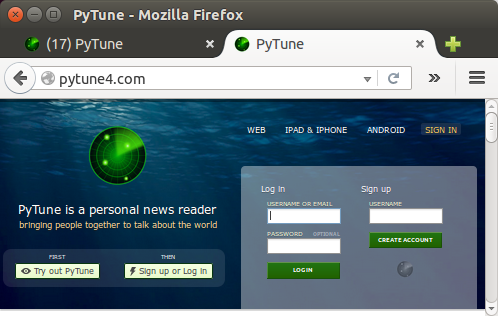 PyTune - Mozilla Firefox
(17) PyTune
PyTune
pytune4.com
WEB IPAD & IPHONE ANDROID SIGN IN
PyTune is a personal news reader
bringing people together to talk about the world
FIRST THEN
Try out PyTune Sign up or Log in
Log in Sign up
USERNAME OR EMAIL USERNAME
PASSWORD OPTIONAL
CREATE ACCOUNT
LOG IN